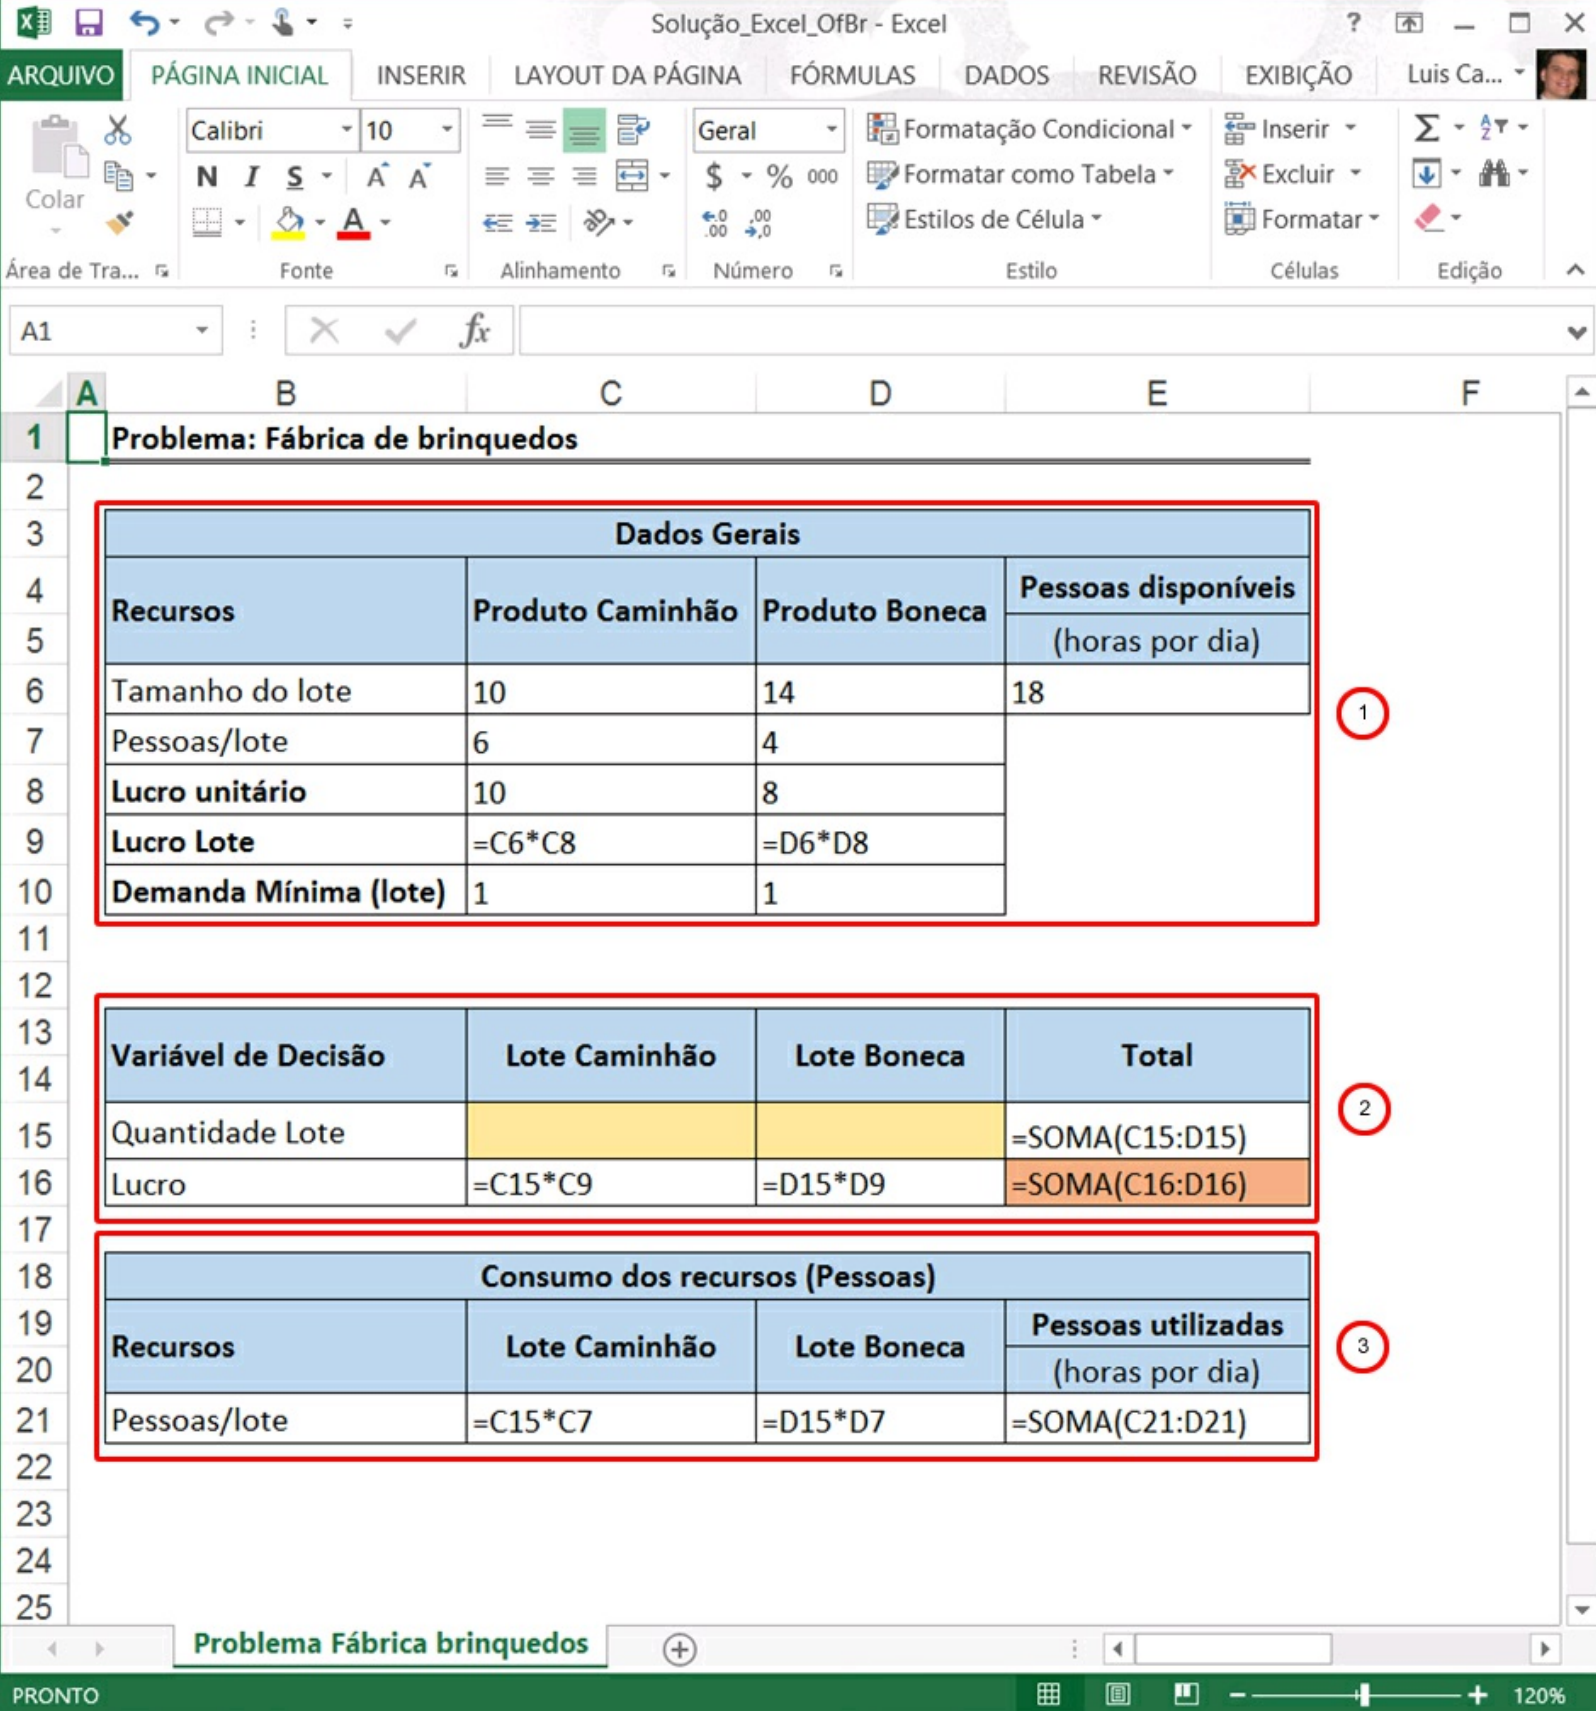 Solução_Excel_OfBr - Excel
?
ARQUIVO PÁGINA INICIAL INSERIR LAYOUT DA PÁGINA FÓRMULAS DADOS REVISÃO EXIBIÇÃO Luis Ca...
Calibri 10 Geral Formatação Condicional Inserir Σ
Colar N I S A A $ % 000 Formatar como Tabela Excluir
A Estilos de Célula Formatar
Área de Tra... Fonte Alinhamento Número Estilo Células Edição
A1 fx
A B C D E F
1 Problema: Fábrica de brinquedos
2
3 Dados Gerais
4 Recursos Produto Caminhão Produto Boneca Pessoas disponíveis
5 (horas por dia)
6 Tamanho do lote 10 14 18
1
7 Pessoas/lote 6 4
8 Lucro unitário 10 8
9 Lucro Lote =C6*C8 =D6*D8
10 Demanda Mínima (lote) 1 1
11
12
13 Variável de Decisão Lote Caminhão Lote Boneca Total
14
2
15 Quantidade Lote =SOMA(C15:D15)
16 Lucro =C15*C9 =D15*D9 =SOMA(C16:D16)
17
18 Consumo dos recursos (Pessoas)
19 Recursos Lote Caminhão Lote Boneca Pessoas utilizadas
3
20 (horas por dia)
21 Pessoas/lote =C15*C7 =D15*D7 =SOMA(C21:D21)
22
23
24
25
Problema Fábrica brinquedos
PRONTO 120%